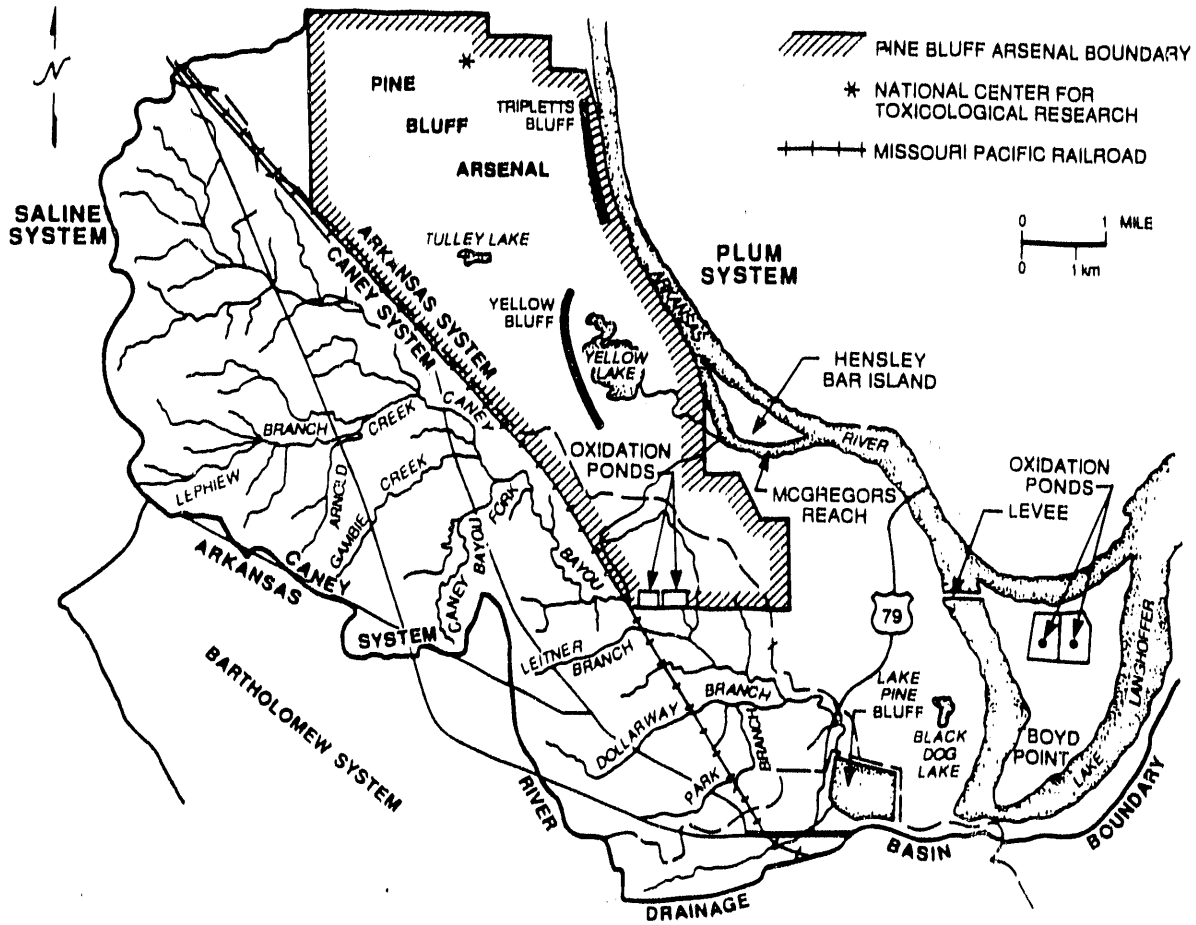 N
PINE BLUFF ARSENAL BOUNDARY
* NATIONAL CENTER FOR
TOXICOLOGICAL RESEARCH
MISSOURI PACIFIC RAILROAD
0 1 MILE
0 1 km
PINE
BLUFF
ARSENAL
TRIPLETTS
BLUFF
SALINE
SYSTEM
TULLEY LAKE
ARKANSAS SYSTEM
CANEY SYSTEM
PLUM
SYSTEM
ARKANSAS
YELLOW
BLUFF
YELLOW
LAKE
HENSLEY
BAR ISLAND
RIVER
CANEY
BRANCH
CREEK
LEPHIEW
ARNOLD
CREEK
GAMBIE
OXIDATION
PONDS
MCGREGORS
REACH
OXIDATION
PONDS
LEVEE
FORK
BAYOU
CANEY
BAYOU
CANEY
ARKANSAS
SYSTEM
79
LANGHOFFER
LAKE
LEITNER
BRANCH
BARTHOLOMEW SYSTEM
DOLLARWAY
BRANCH
LAKE
PINE
BLUFF
BLACK
DOG
LAKE
BOYD
POINT
PARK
BRANCH
RIVER
BASIN
BOUNDARY
DRAINAGE